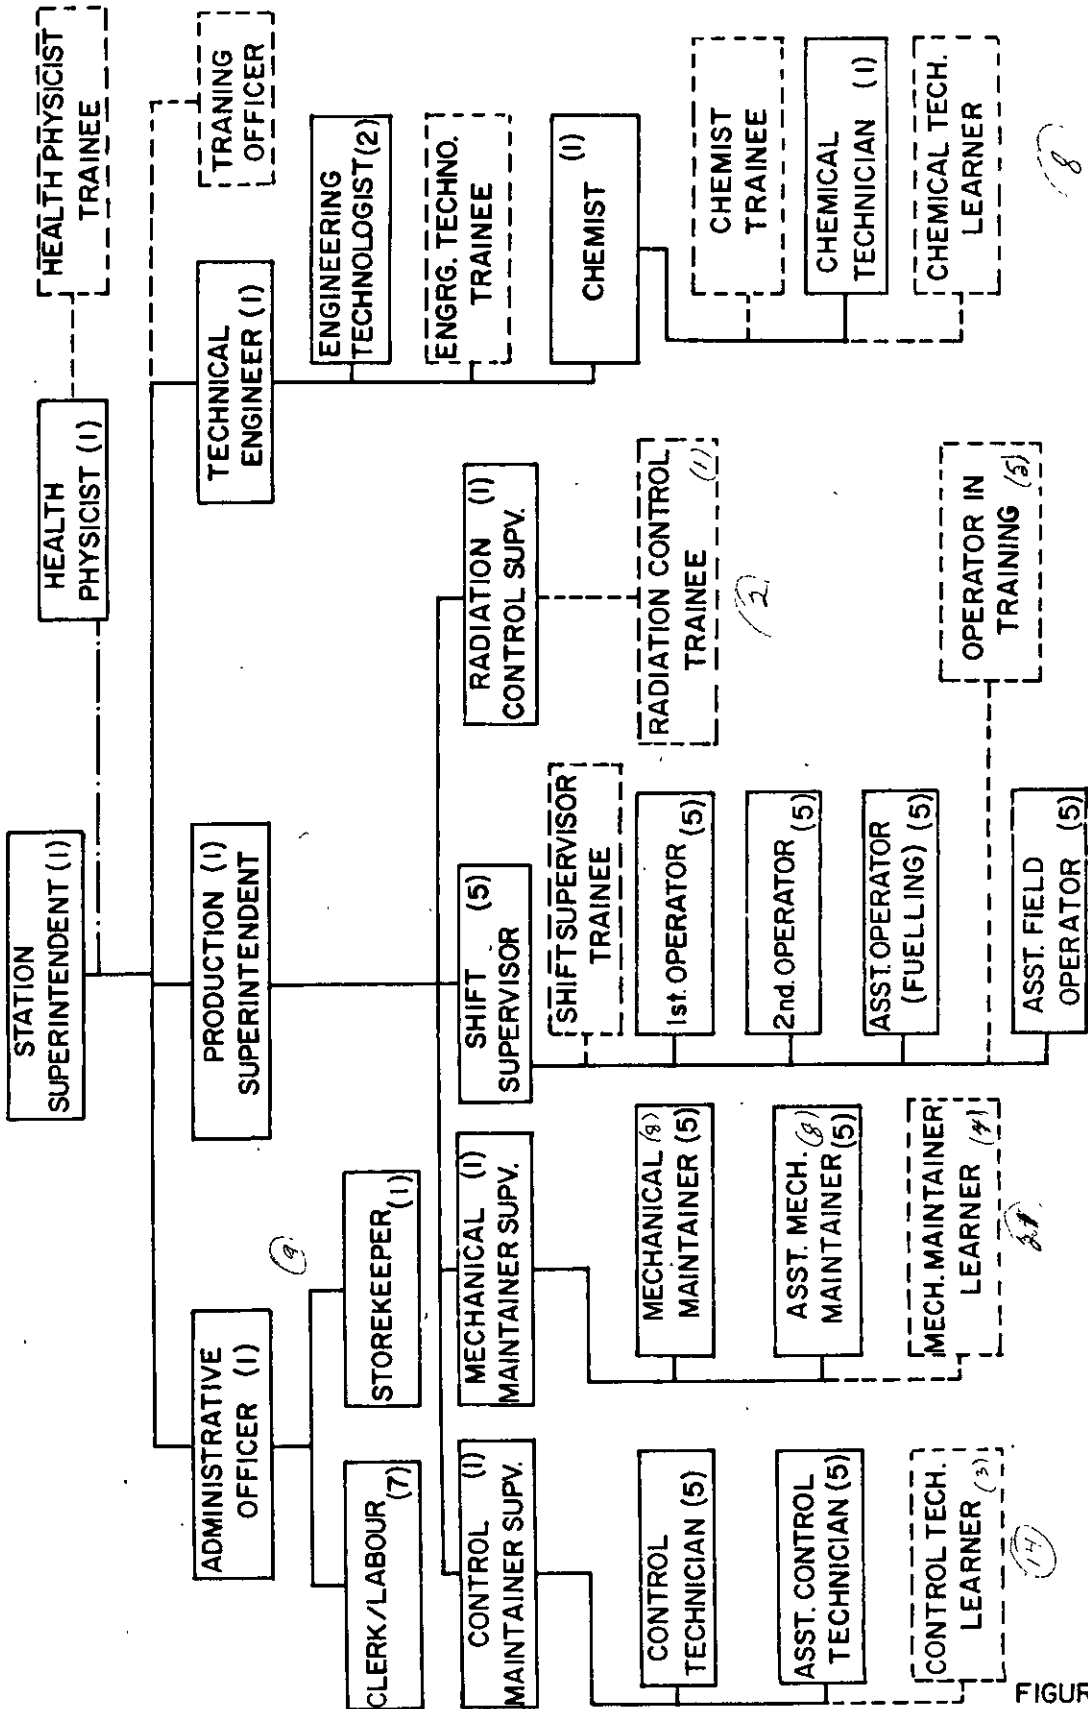 STATION
SUPERINTENDENT (1)
HEALTH
PHYSICIST (1)
HEALTH PHYSICIST
TRAINEE
ADMINISTRATIVE
OFFICER (1)
PRODUCTION (1)
SUPERINTENDENT
TECHNICAL
ENGINEER (1)
TRANING
OFFICER
(9)
CLERK/LABOUR
(7)
STOREKEEPER
(1)
ENGINEERING
TECHNOLOGIST (2)
ENGRG. TECHNO.
TRAINEE
CHEMIST (1)
CHEMIST
TRAINEE
CHEMICAL
TECHNICIAN (1)
CHEMICAL TECH.
LEARNER
8
CONTROL (1)
MAINTAINER SUPV.
MECHANICAL (1)
MAINTAINER SUPV.
SHIFT (5)
SUPERVISOR
RADIATION (1)
CONTROL SUPV.
CONTROL
TECHNICIAN (5)
ASST. CONTROL
TECHNICIAN (5)
CONTROL TECH.
LEARNER (3)
14
MECHANICAL (8)
MAINTAINER (5)
ASST. MECH. (8)
MAINTAINER (5)
MECH. MAINTAINER
LEARNER (4)
SHIFT SUPERVISOR
TRAINEE
1st. OPERATOR (5)
2nd. OPERATOR (5)
ASST. OPERATOR
(FUELLING) (5)
OPERATOR IN
TRAINING (5)
ASST. FIELD
OPERATOR (5)
RADIATION CONTROL
TRAINEE (1)
2